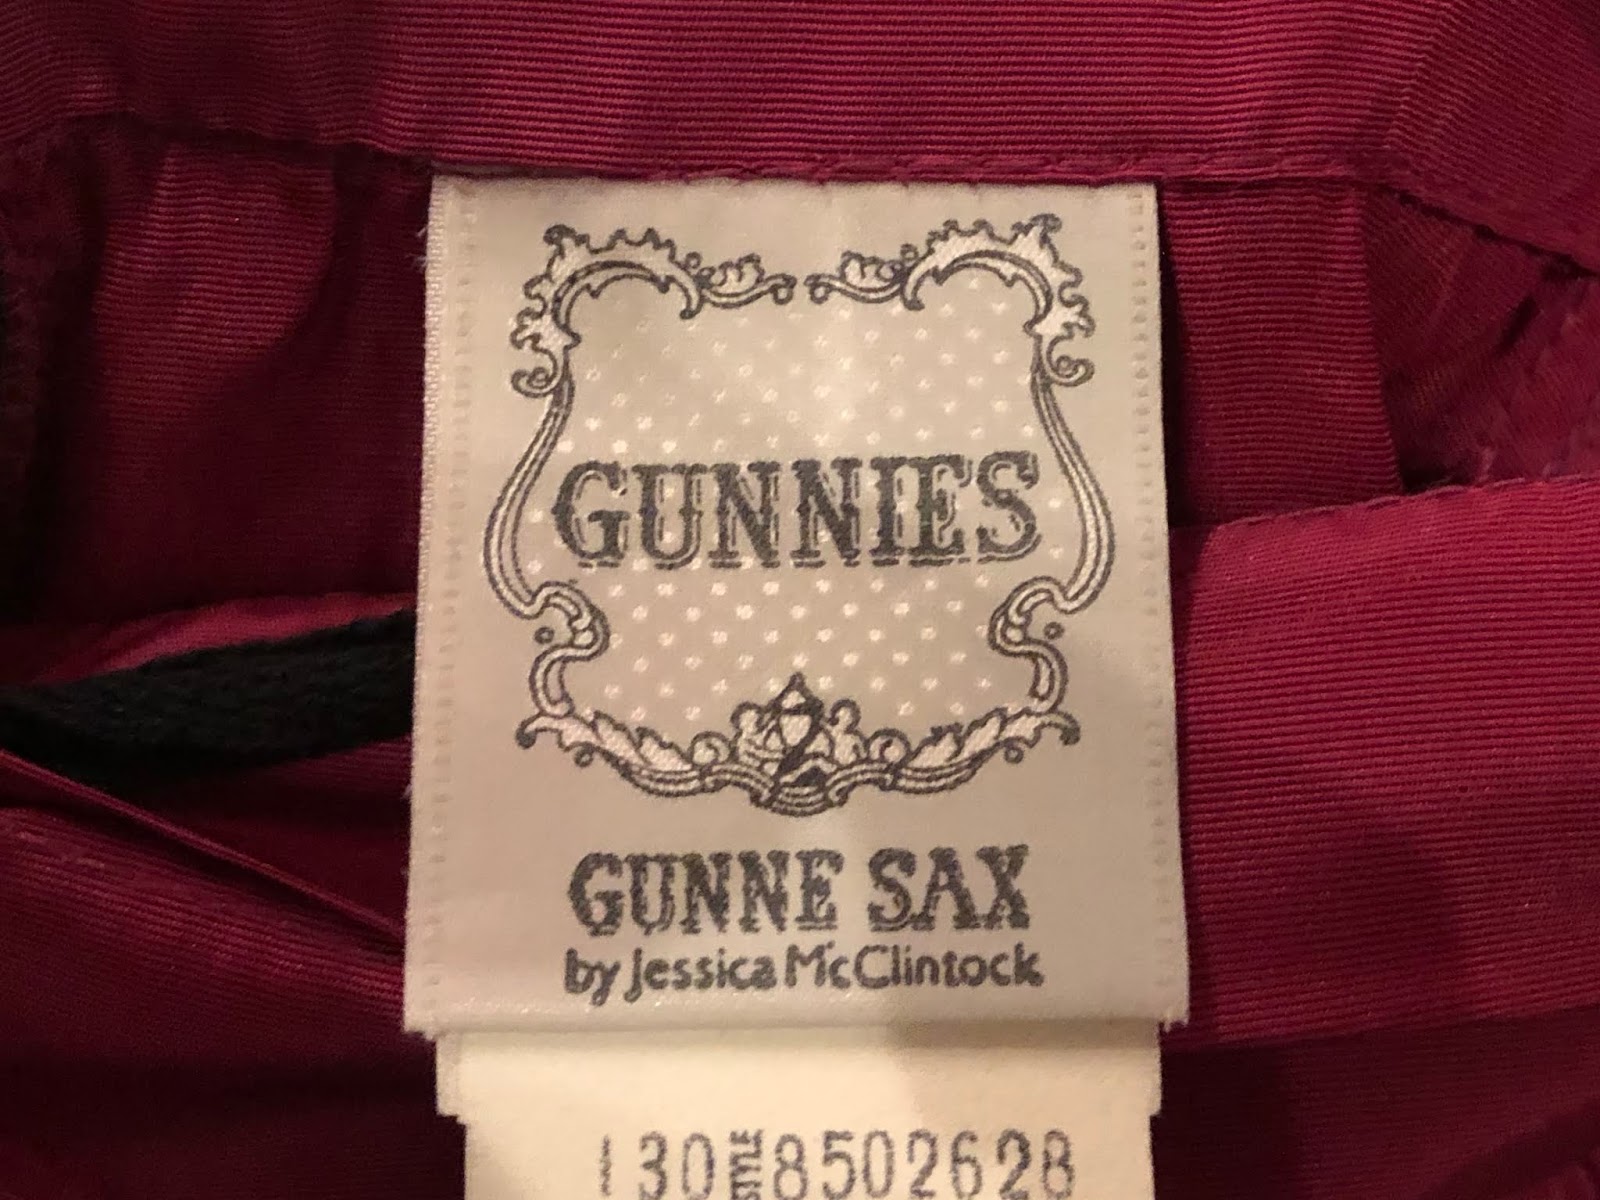 GUNNIES
GUNNE SAX
by Jessica McClintock
130 STYLE 8502628